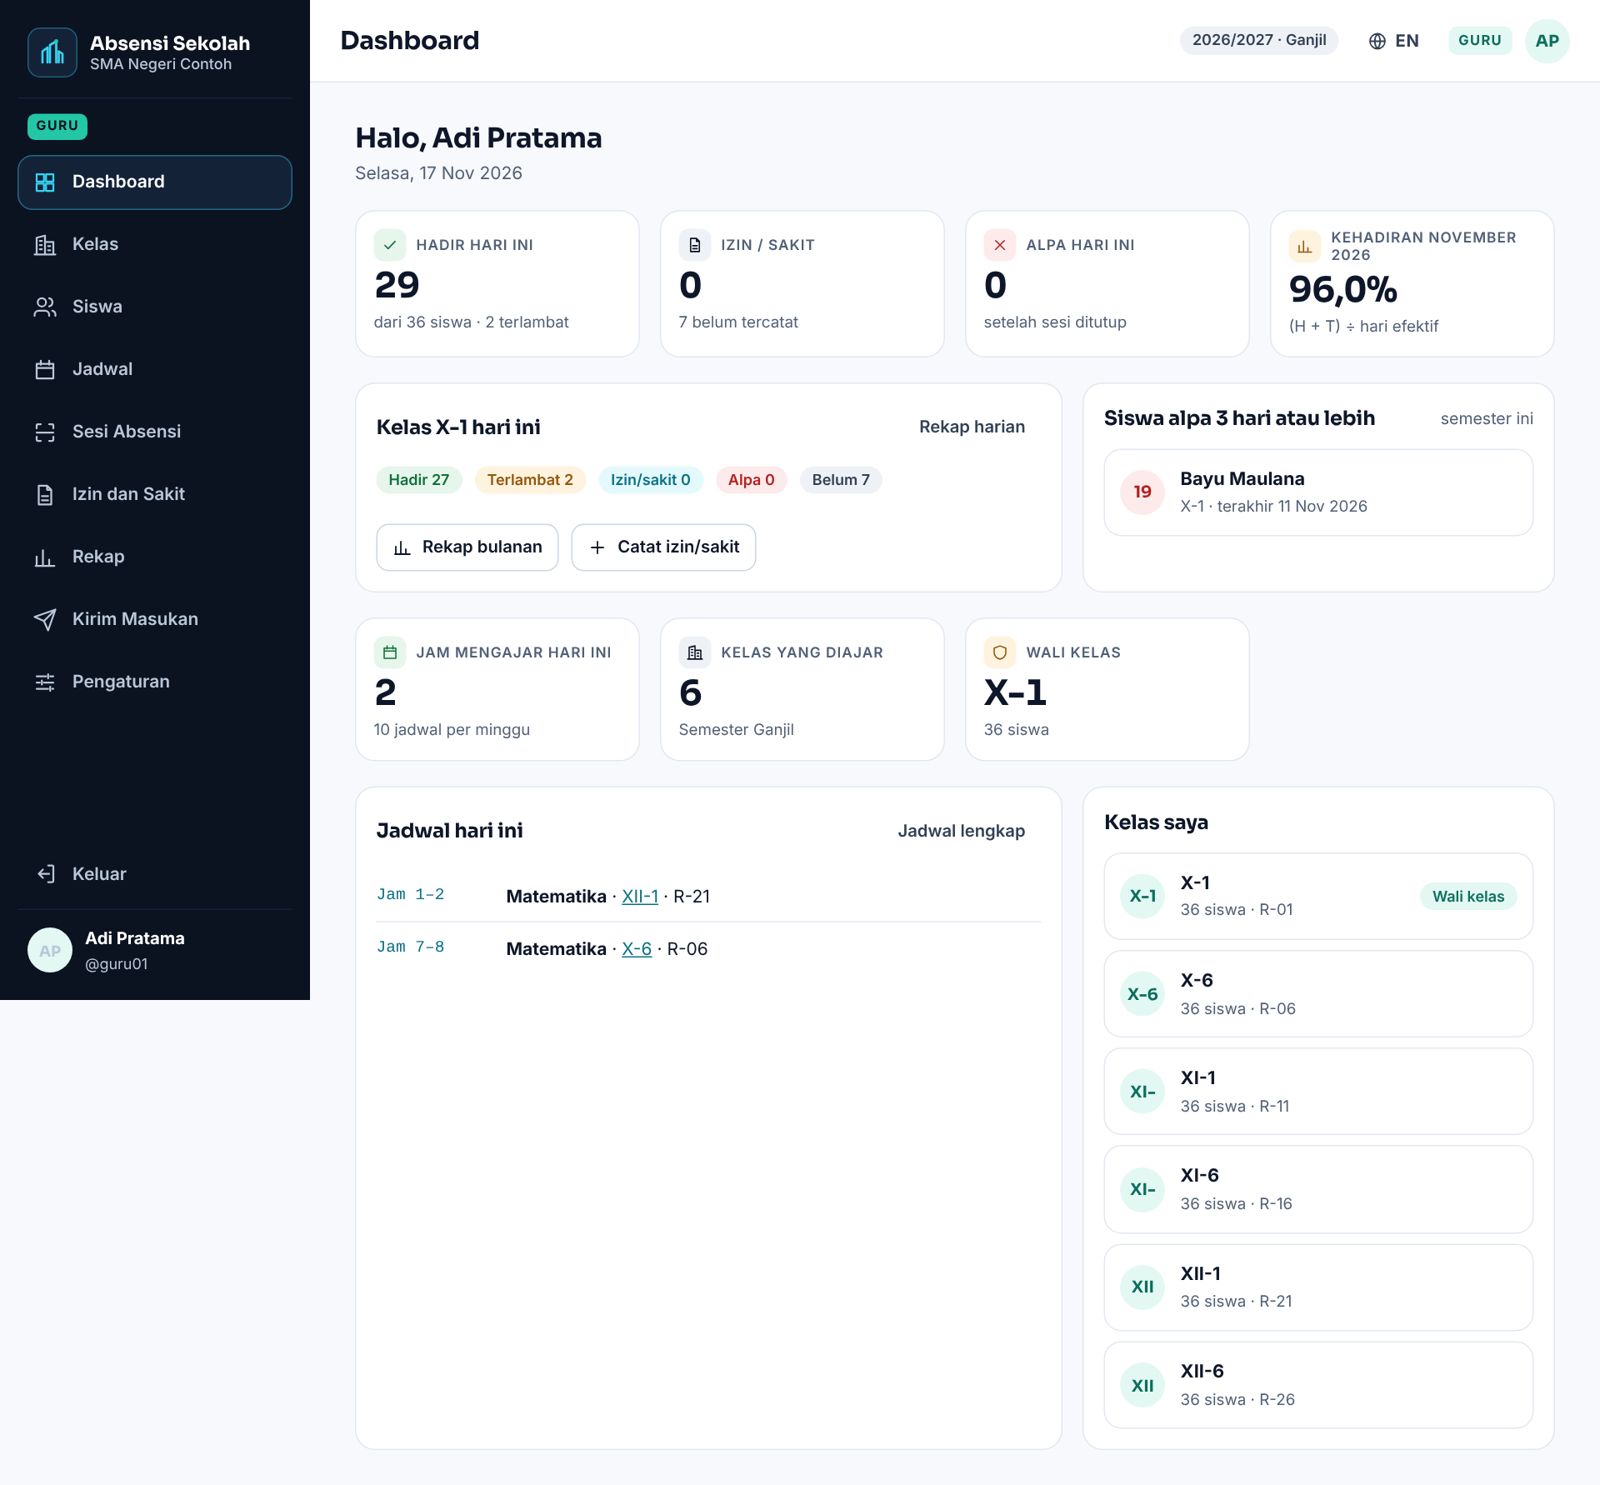 Absensi Sekolah
SMA Negeri Contoh
GURU
Dashboard
Kelas
Siswa
Jadwal
Sesi Absensi
Izin dan Sakit
Rekap
Kirim Masukan
Pengaturan
Keluar
AP
Adi Pratama
@guru01
Dashboard
2026/2027 · Ganjil
EN
GURU
AP
Halo, Adi Pratama
Selasa, 17 Nov 2026
HADIR HARI INI
29
dari 36 siswa · 2 terlambat
IZIN / SAKIT
0
7 belum tercatat
ALPA HARI INI
0
setelah sesi ditutup
KEHADIRAN NOVEMBER
2026
96,0%
(H + T) ÷ hari efektif
Kelas X-1 hari ini
Rekap harian
Hadir 27
Terlambat 2
Izin/sakit 0
Alpa 0
Belum 7
Rekap bulanan
Catat izin/sakit
Siswa alpa 3 hari atau lebih
semester ini
19
Bayu Maulana
X-1 · terakhir 11 Nov 2026
JAM MENGAJAR HARI INI
2
10 jadwal per minggu
KELAS YANG DIAJAR
6
Semester Ganjil
WALI KELAS
X-1
36 siswa
Jadwal hari ini
Jadwal lengkap
Jam 1–2
Matematika · XII-1 · R-21
Jam 7–8
Matematika · X-6 · R-06
Kelas saya
X-1
X-1
36 siswa · R-01
Wali kelas
X-6
X-6
36 siswa · R-06
XI-
XI-1
36 siswa · R-11
XI-
XI-6
36 siswa · R-16
XII
XII-1
36 siswa · R-21
XII
XII-6
36 siswa · R-26